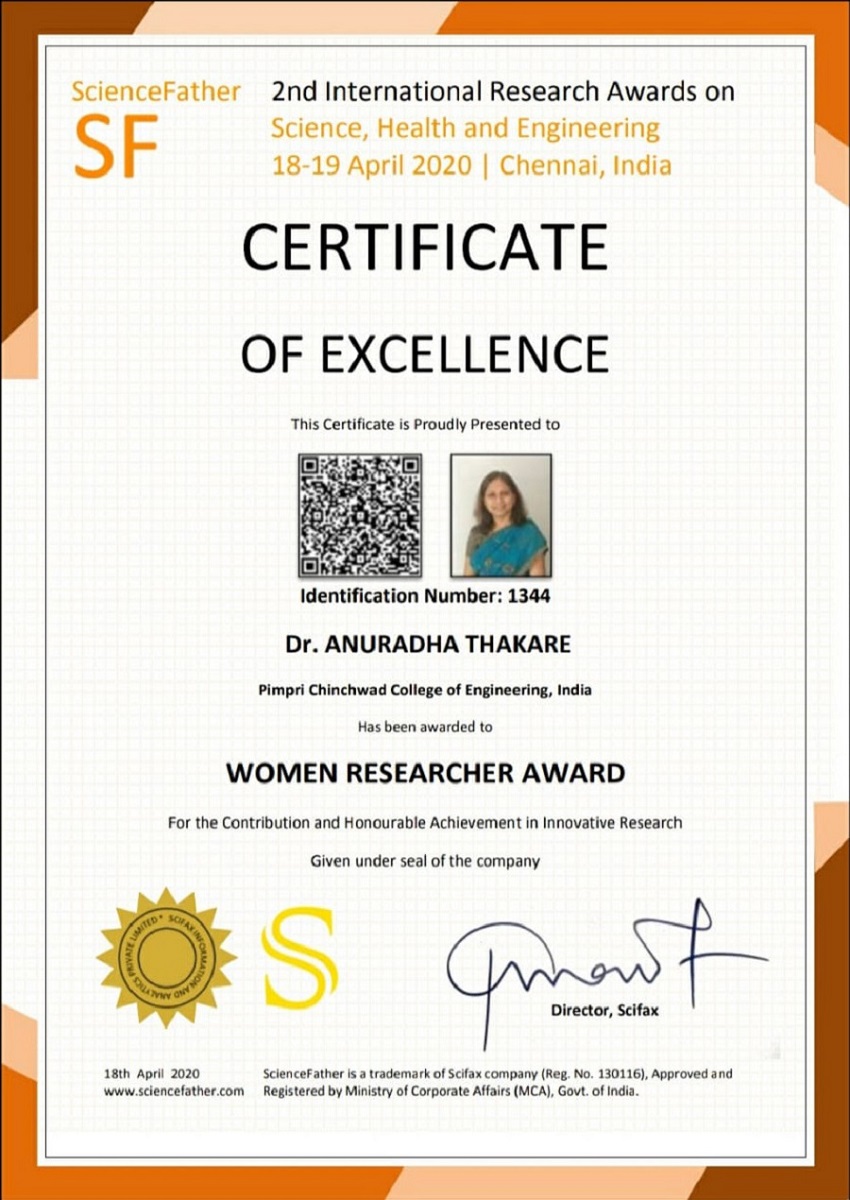 ScienceFather
SF
2nd International Research Awards on
Science, Health and Engineering
18-19 April 2020 | Chennai, India
CERTIFICATE
OF EXCELLENCE
This Certificate is Proudly Presented to
Identification Number: 1344
Dr. ANURADHA THAKARE
Pimpri Chinchwad College of Engineering, India
Has been awarded to
WOMEN RESEARCHER AWARD
For the Contribution and Honourable Achievement in Innovative Research
Given under seal of the company
SCIFAX INFORMATION AND ANALYTICS PRIVATE LIMITED
S
Director, Scifax
18th April 2020
www.sciencefather.com
ScienceFather is a trademark of Scifax company (Reg. No. 130116), Approved and
Registered by Ministry of Corporate Affairs (MCA), Govt. of India.